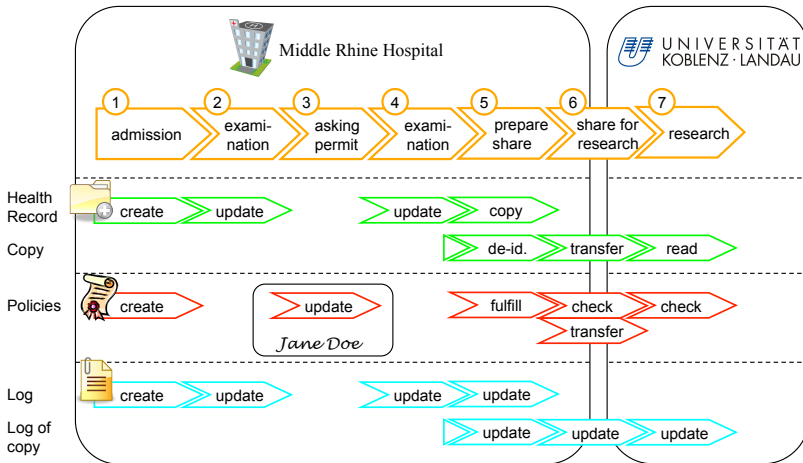 Middle Rhine Hospital
UNIVERSITÄT
KOBLENZ · LANDAU
1 2 3 4 5 6 7
admission
exami-
nation
asking
permit
exami-
nation
prepare
share
share for
research
research
Health
Record
create update update copy
Copy
de-id. transfer read
Policies
create update fulfill check check
transfer
Jane Doe
Log
create update update update
Log of
copy
update update update